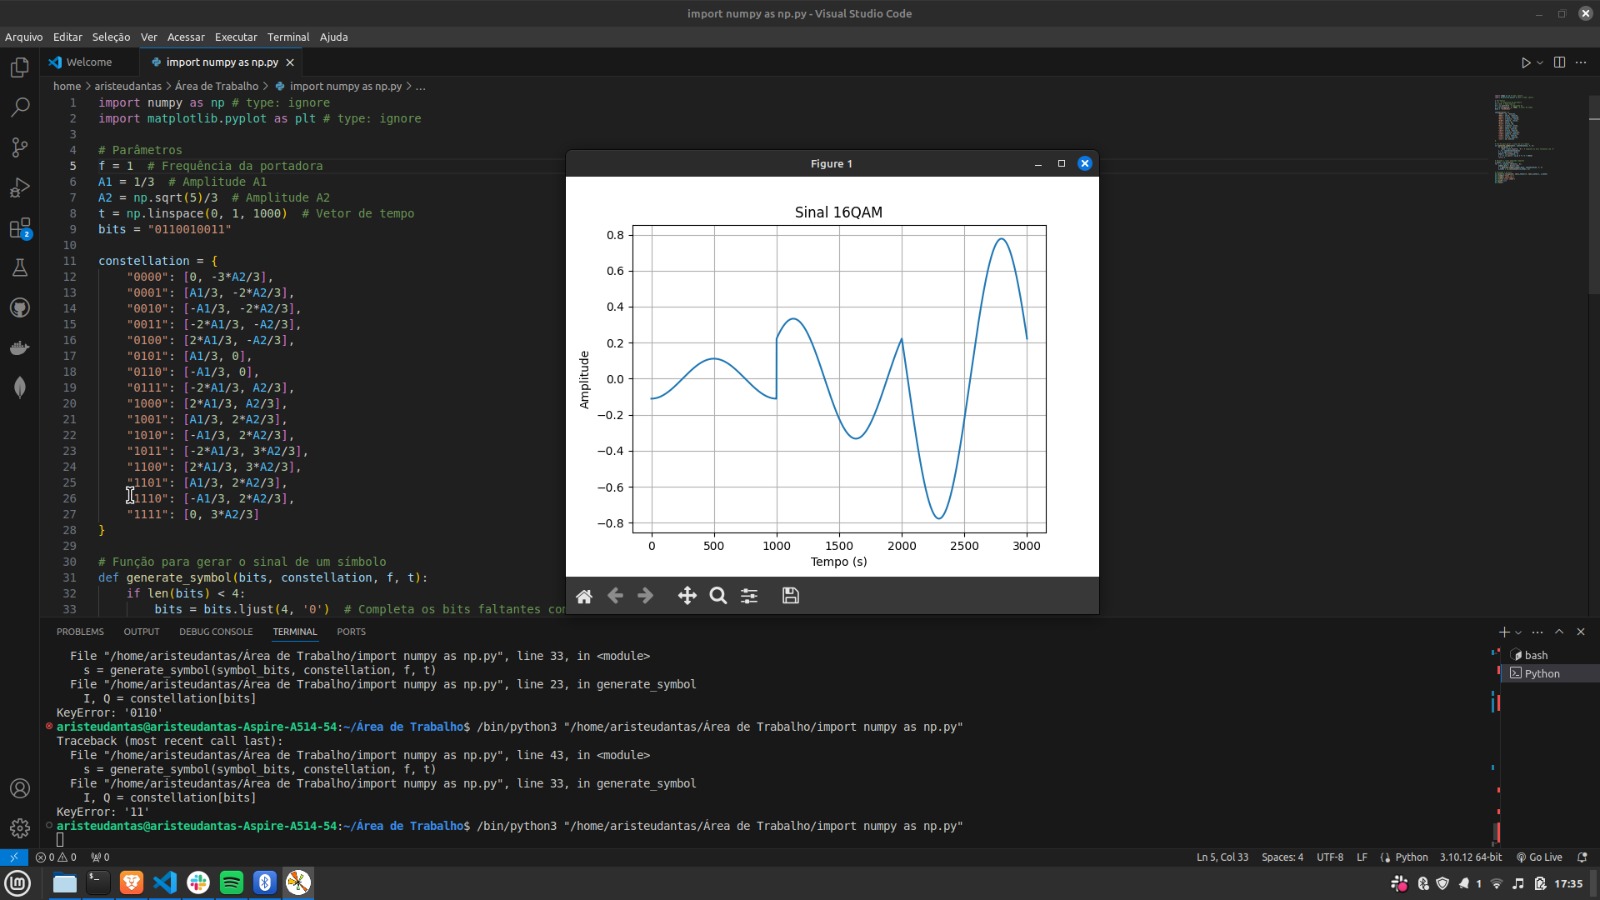 import numpy as np.py - Visual Studio Code
Arquivo Editar Seleção Ver Acessar Executar Terminal Ajuda
Welcome import numpy as np.py
home > aristeudantas > Área de Trabalho > import numpy as np.py > ...
1 import numpy as np # type: ignore
2 import matplotlib.pyplot as plt # type: ignore
3
4 # Parâmetros
5 f = 1 # Frequência da portadora
6 A1 = 1/3 # Amplitude A1
7 A2 = np.sqrt(5)/3 # Amplitude A2
8 t = np.linspace(0, 1, 1000) # Vetor de tempo
9 bits = "0110010011"
10
11 constellation = {
12 "0000": [0, -3*A2/3],
13 "0001": [A1/3, -2*A2/3],
14 "0010": [-A1/3, -2*A2/3],
15 "0011": [-2*A1/3, -A2/3],
16 "0100": [2*A1/3, -A2/3],
17 "0101": [A1/3, 0],
18 "0110": [-A1/3, 0],
19 "0111": [-2*A1/3, A2/3],
20 "1000": [2*A1/3, A2/3],
21 "1001": [A1/3, 2*A2/3],
22 "1010": [-A1/3, 2*A2/3],
23 "1011": [-2*A1/3, 3*A2/3],
24 "1100": [2*A1/3, 3*A2/3],
25 "1101": [A1/3, 2*A2/3],
26 "1110": [-A1/3, 2*A2/3],
27 "1111": [0, 3*A2/3]
28 }
29
30 # Função para gerar o sinal de um símbolo
31 def generate_symbol(bits, constellation, f, t):
32 if len(bits) < 4:
33 bits = bits.ljust(4, '0') # Completa os bits faltantes con
Figure 1
Sinal 16QAM
0.8
0.6
0.4
0.2
0.0
−0.2
−0.4
−0.6
−0.8
Amplitude
0 500 1000 1500 2000 2500 3000
Tempo (s)
PROBLEMS OUTPUT DEBUG CONSOLE TERMINAL PORTS
File "/home/aristeudantas/Área de Trabalho/import numpy as np.py", line 33, in <module>
s = generate_symbol(symbol_bits, constellation, f, t)
File "/home/aristeudantas/Área de Trabalho/import numpy as np.py", line 23, in generate_symbol
I, Q = constellation[bits]
KeyError: '0110'
aristeudantas@aristeudantas-Aspire-A514-54:~/Área de Trabalho$ /bin/python3 "/home/aristeudantas/Área de Trabalho/import numpy as np.py"
Traceback (most recent call last):
File "/home/aristeudantas/Área de Trabalho/import numpy as np.py", line 43, in <module>
s = generate_symbol(symbol_bits, constellation, f, t)
File "/home/aristeudantas/Área de Trabalho/import numpy as np.py", line 33, in generate_symbol
I, Q = constellation[bits]
KeyError: '11'
aristeudantas@aristeudantas-Aspire-A514-54:~/Área de Trabalho$ /bin/python3 "/home/aristeudantas/Área de Trabalho/import numpy as np.py"
bash
Python
2
0 0 0 Ln 5, Col 33 Spaces: 4 UTF-8 LF Python 3.10.12 64-bit Go Live
1 17:35